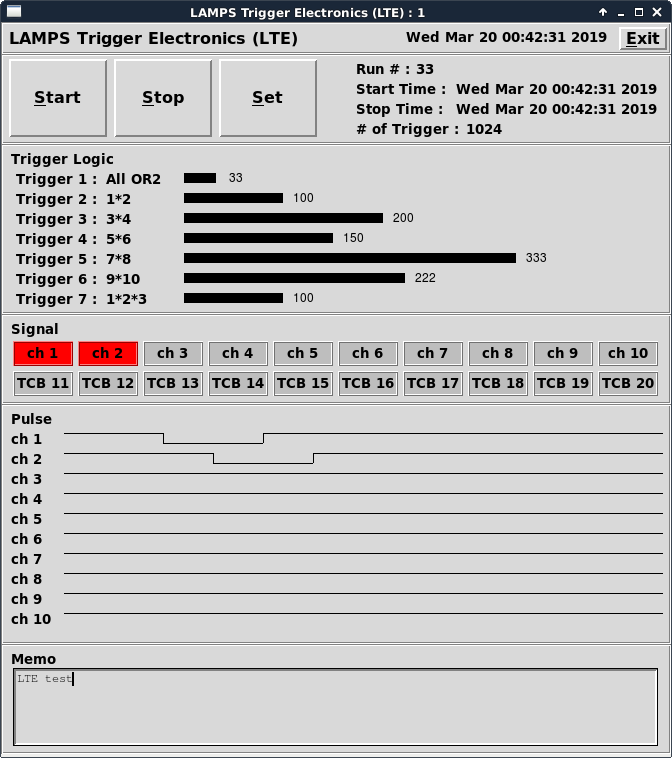 LAMPS Trigger Electronics (LTE) : 1
LAMPS Trigger Electronics (LTE) Wed Mar 20 00:42:31 2019 Exit
Start Stop Set
Run # : 33
Start Time : Wed Mar 20 00:42:31 2019
Stop Time : Wed Mar 20 00:42:31 2019
# of Trigger : 1024
Trigger Logic
Trigger 1 : All OR2 33
Trigger 2 : 1*2 100
Trigger 3 : 3*4 200
Trigger 4 : 5*6 150
Trigger 5 : 7*8 333
Trigger 6 : 9*10 222
Trigger 7 : 1*2*3 100
Signal
ch 1 ch 2 ch 3 ch 4 ch 5 ch 6 ch 7 ch 8 ch 9 ch 10
TCB 11 TCB 12 TCB 13 TCB 14 TCB 15 TCB 16 TCB 17 TCB 18 TCB 19 TCB 20
Pulse
ch 1
ch 2
ch 3
ch 4
ch 5
ch 6
ch 7
ch 8
ch 9
ch 10
Memo
LTE test